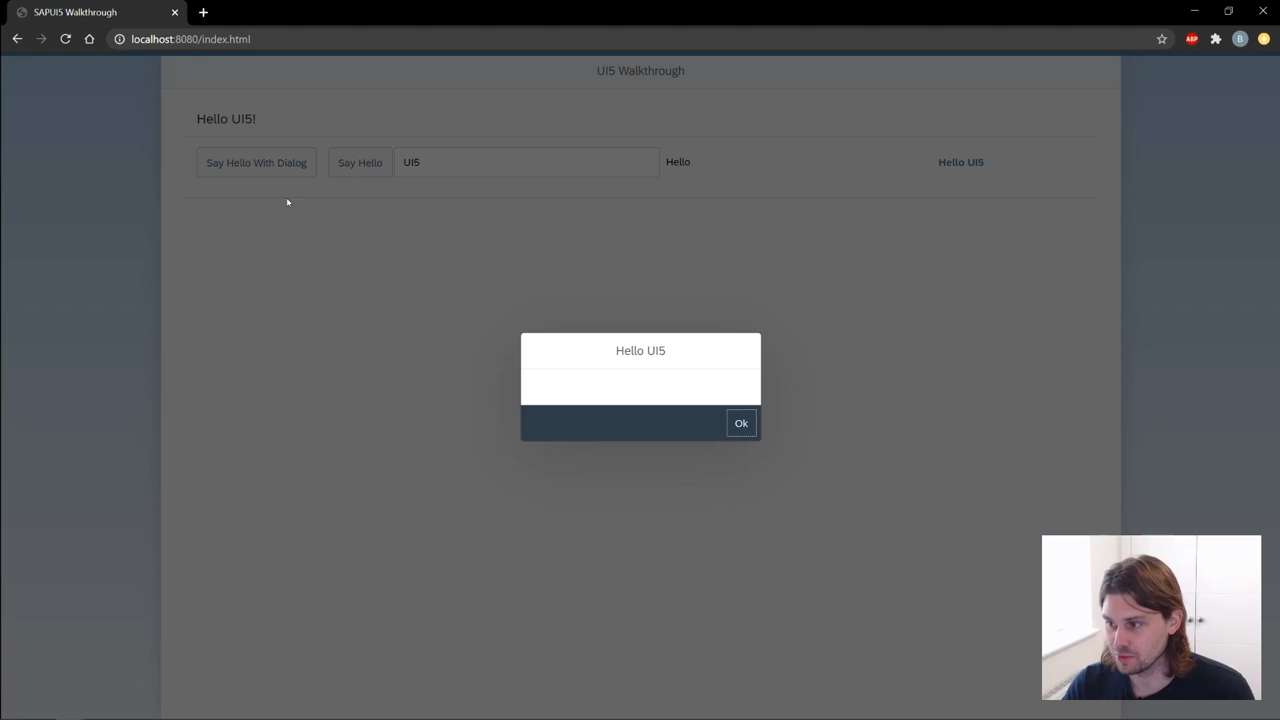 SAPUI5 Walkthrough
localhost:8080/index.html
ABP
B
UI5 Walkthrough
Hello UI5!
Say Hello With Dialog Say Hello UI5 Hello Hello UI5
Hello UI5
Ok